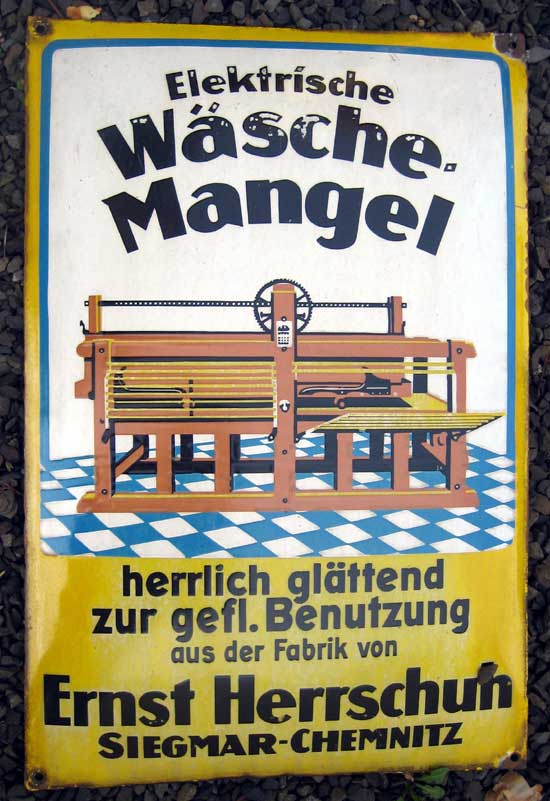 Elektrische
Wäsche-
Mangel
herrlich glättend
zur gefl. Benutzung
aus der Fabrik von
Ernst Herrschuh
SIEGMAR-CHEMNITZ